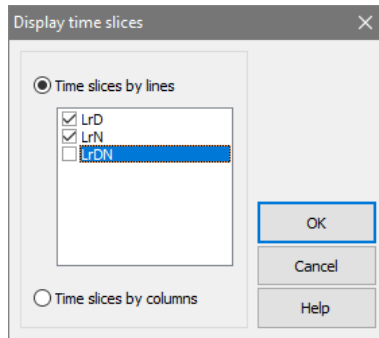 Display time slices
Time slices by lines
LrD
LrN
LrDN
OK
Cancel
Time slices by columns
Help